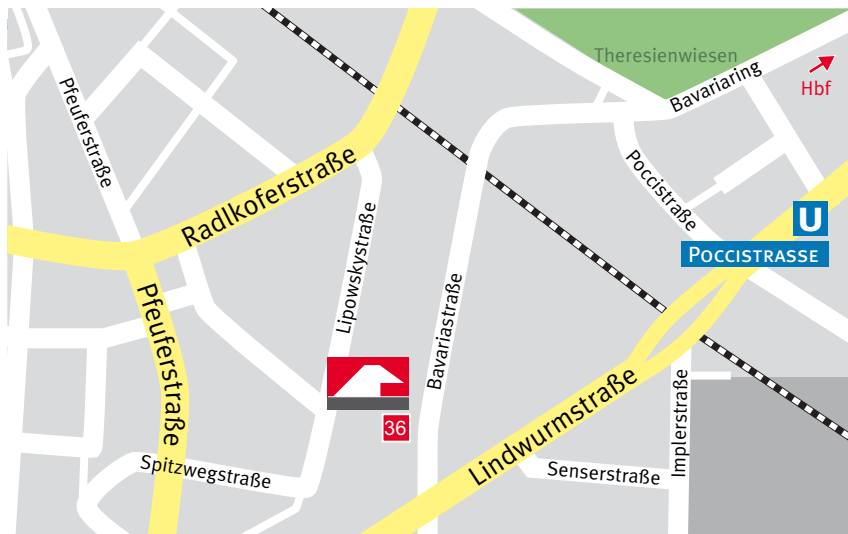 Theresienwiesen
Bavariaring
Hbf
Pfeuferstraße
Radlkoferstraße
Poccistraße
U
POCCISTRASSE
Lipowskystraße
Bavariastraße
Pfeuferstraße
36
Lindwurmstraße
Implerstraße
Spitzwegstraße
Senserstraße